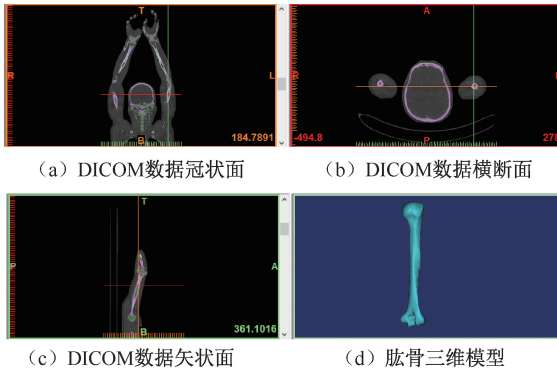 T
R
L
B
184.7891
A
R
-494.8
P
278
(a) DICOM数据冠状面
(b) DICOM数据横断面
T
P
A
B
361.1016
(c) DICOM数据矢状面
(d) 肱骨三维模型